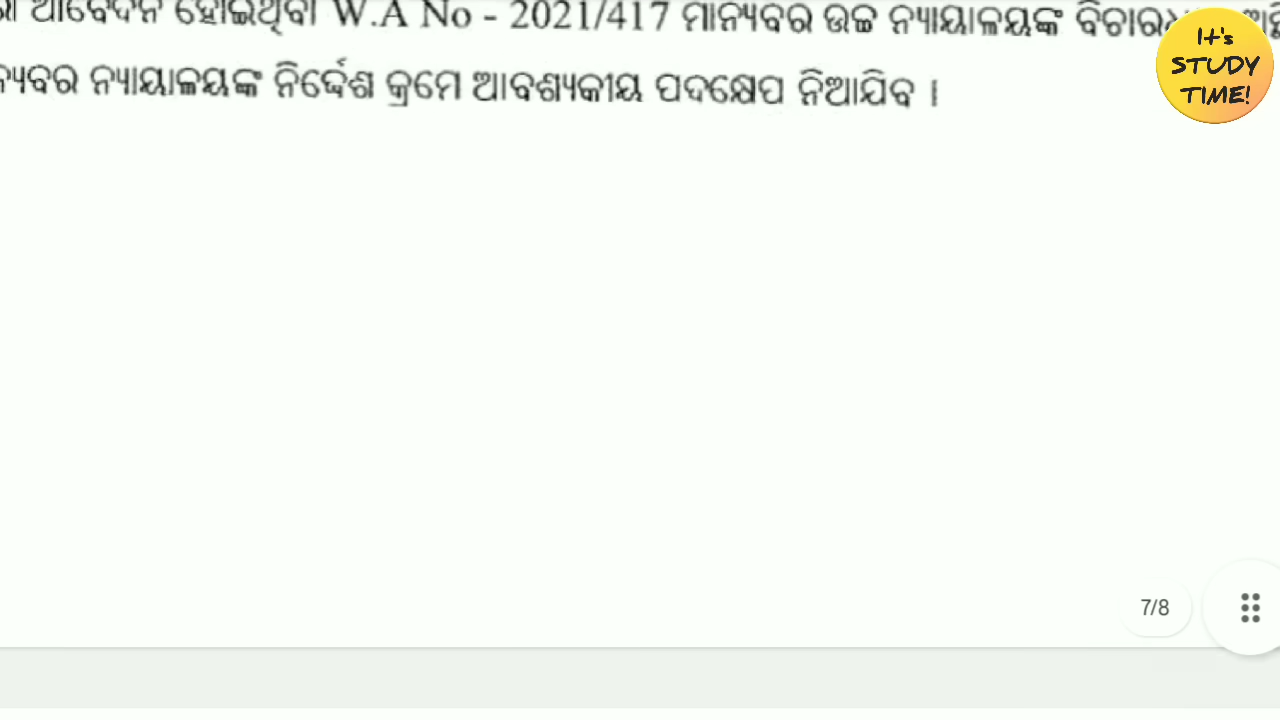 ଆବେଦନ ହୋଇଥିବା W.A No - 2021/417 ମାନ୍ୟବର ଉଚ୍ଚ ନ୍ୟାୟାଳୟଙ୍କ
ନ୍ୟାୟାଳୟଙ୍କ ନିର୍ଦ୍ଦେଶ କ୍ରମେ ଆବଶ୍ୟକୀୟ ପଦକ୍ଷେପ ନିଆଯିବ ।
It's
STUDY
TIME!
7/8